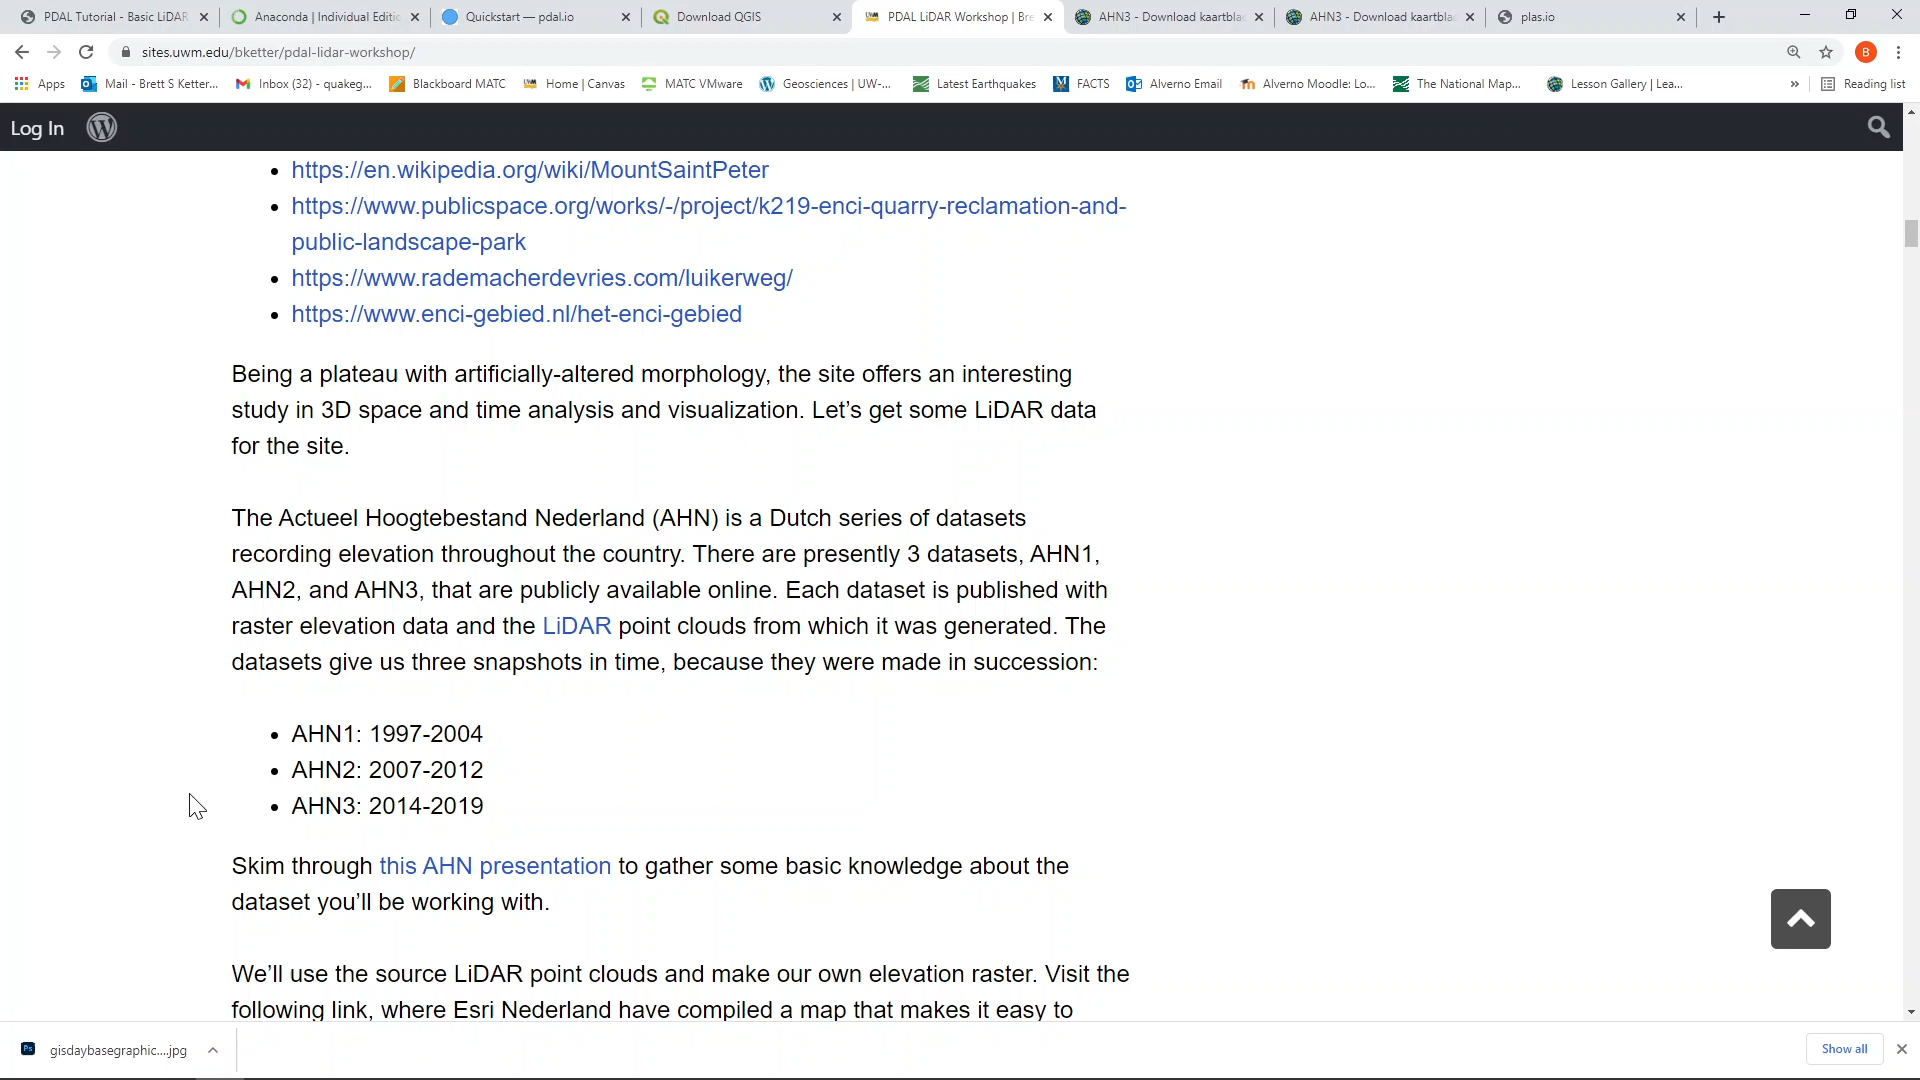 PDAL Tutorial - Basic LiDAR
Anaconda | Individual Editic
Quickstart — pdal.io
Download QGIS
PDAL LiDAR Workshop | Bre
AHN3 - Download kaartbla
AHN3 - Download kaartbla
plas.io
sites.uwm.edu/bketter/pdal-lidar-workshop/
B
Apps
Mail - Brett S Ketter...
Inbox (32) - quakeg...
Blackboard MATC
Home | Canvas
MATC VMware
Geosciences | UW-...
Latest Earthquakes
FACTS
Alverno Email
Alverno Moodle: Lo...
The National Map...
Lesson Gallery | Lea...
»
Reading list
Log In
• https://en.wikipedia.org/wiki/MountSaintPeter
• https://www.publicspace.org/works/-/project/k219-enci-quarry-reclamation-and-
public-landscape-park
• https://www.rademacherdevries.com/luikerweg/
• https://www.enci-gebied.nl/het-enci-gebied
Being a plateau with artificially-altered morphology, the site offers an interesting
study in 3D space and time analysis and visualization. Let’s get some LiDAR data
for the site.
The Actueel Hoogtebestand Nederland (AHN) is a Dutch series of datasets
recording elevation throughout the country. There are presently 3 datasets, AHN1,
AHN2, and AHN3, that are publicly available online. Each dataset is published with
raster elevation data and the LiDAR point clouds from which it was generated. The
datasets give us three snapshots in time, because they were made in succession:
• AHN1: 1997-2004
• AHN2: 2007-2012
• AHN3: 2014-2019
Skim through this AHN presentation to gather some basic knowledge about the
dataset you’ll be working with.
We’ll use the source LiDAR point clouds and make our own elevation raster. Visit the
following link, where Esri Nederland have compiled a map that makes it easy to
Ps
gisdaybasegraphic....jpg
Show all